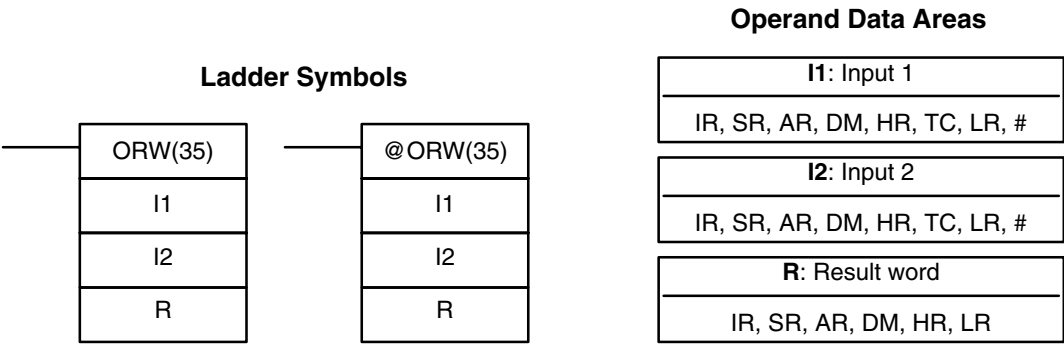 Ladder Symbols
ORW(35)
I1
I2
R
@ORW(35)
I1
I2
R
Operand Data Areas
I1: Input 1
IR, SR, AR, DM, HR, TC, LR, #
I2: Input 2
IR, SR, AR, DM, HR, TC, LR, #
R: Result word
IR, SR, AR, DM, HR, LR